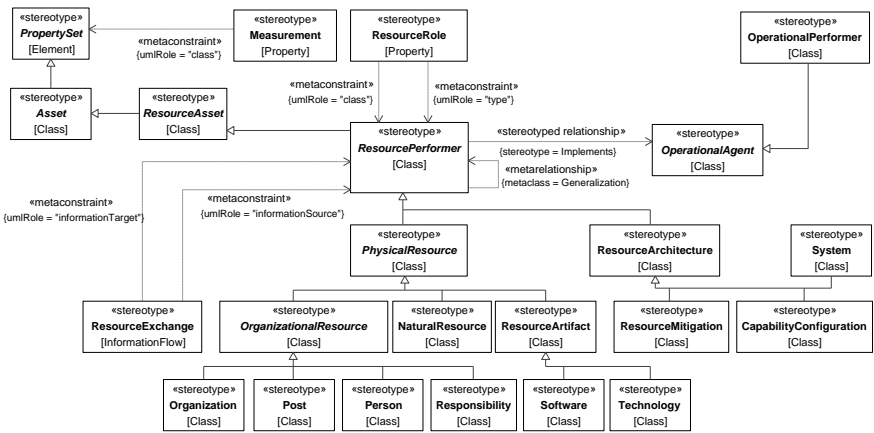 «stereotype»
PropertySet
[Element]
«metaconstraint»
{umlRole = "class"}
«stereotype»
Measurement
[Property]
«stereotype»
ResourceRole
[Property]
«stereotype»
OperationalPerformer
[Class]
«stereotype»
Asset
[Class]
«stereotype»
ResourceAsset
[Class]
«metaconstraint»
{umlRole = "class"}
«metaconstraint»
{umlRole = "type"}
«stereotype»
ResourcePerformer
[Class]
«stereotyped relationship»
{stereotype = Implements}
«metarelationship»
{metaclass = Generalization}
«stereotype»
OperationalAgent
[Class]
«metaconstraint»
{umlRole = "informationTarget"}
«metaconstraint»
{umlRole = "informationSource"}
«stereotype»
PhysicalResource
[Class]
«stereotype»
ResourceArchitecture
[Class]
«stereotype»
System
[Class]
«stereotype»
ResourceExchange
[InformationFlow]
«stereotype»
OrganizationalResource
[Class]
«stereotype»
NaturalResource
[Class]
«stereotype»
ResourceArtifact
[Class]
«stereotype»
ResourceMitigation
[Class]
«stereotype»
CapabilityConfiguration
[Class]
«stereotype»
Organization
[Class]
«stereotype»
Post
[Class]
«stereotype»
Person
[Class]
«stereotype»
Responsibility
[Class]
«stereotype»
Software
[Class]
«stereotype»
Technology
[Class]